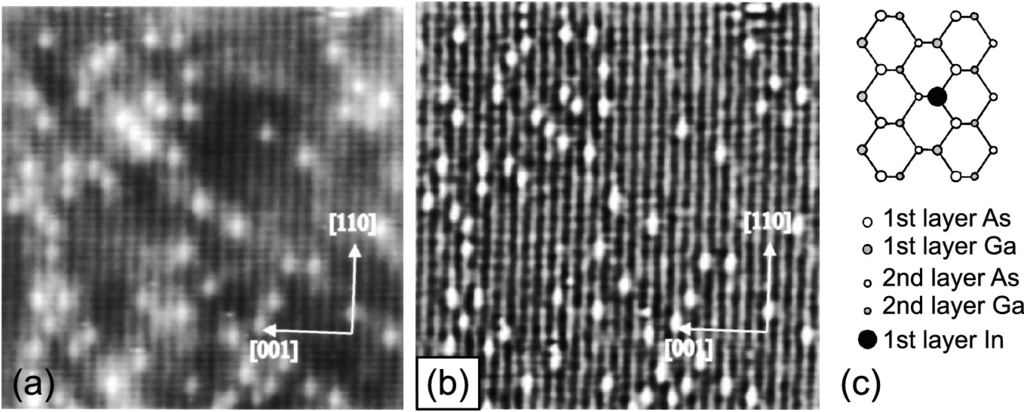 [110]
[001]
(a)
[110]
[001]
(b)
1st layer As
1st layer Ga
2nd layer As
2nd layer Ga
1st layer In
(c)